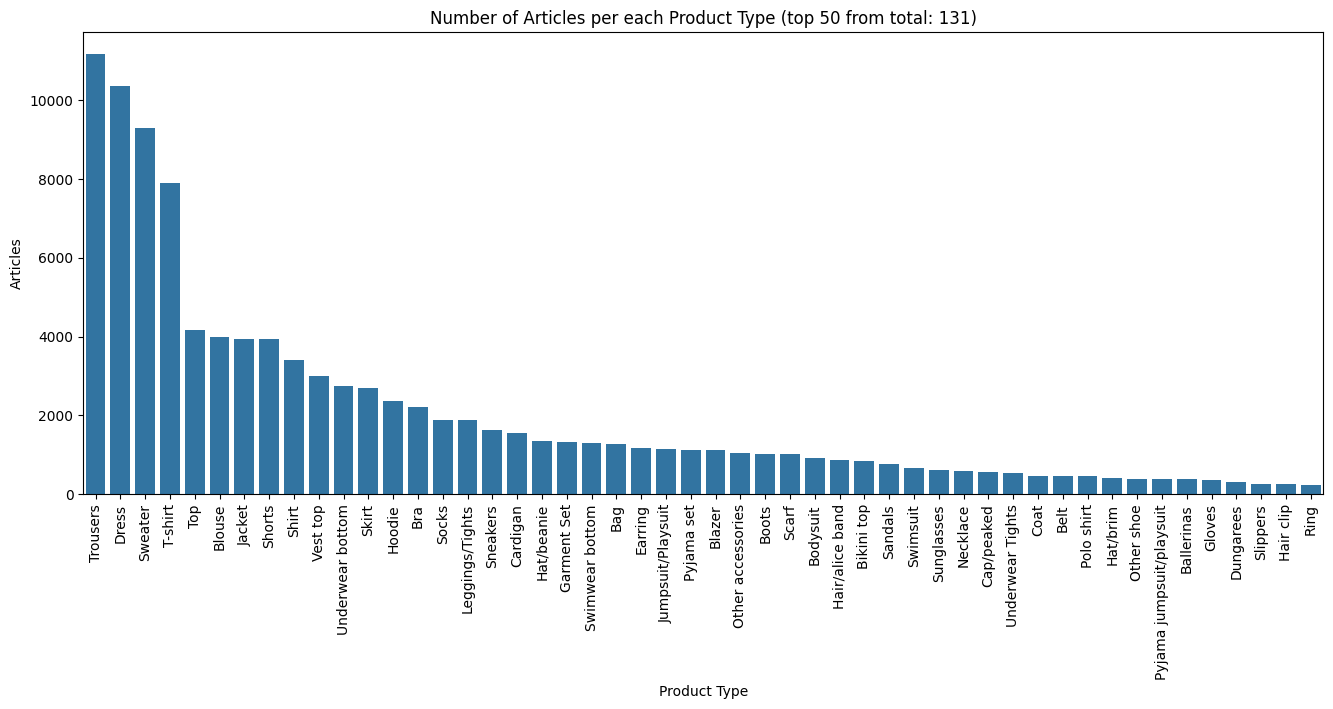 Number of Articles per each Product Type (top 50 from total: 131)
Articles
10000
8000
6000
4000
2000
0
Trousers
Dress
Sweater
T-shirt
Top
Blouse
Jacket
Shorts
Shirt
Vest top
Underwear bottom
Skirt
Hoodie
Bra
Socks
Leggings/Tights
Sneakers
Cardigan
Hat/beanie
Garment Set
Swimwear bottom
Bag
Earring
Jumpsuit/Playsuit
Pyjama set
Blazer
Other accessories
Boots
Scarf
Bodysuit
Hair/alice band
Bikini top
Sandals
Swimsuit
Sunglasses
Necklace
Cap/peaked
Underwear Tights
Coat
Belt
Polo shirt
Hat/brim
Other shoe
Pyjama jumpsuit/playsuit
Ballerinas
Gloves
Dungarees
Slippers
Hair clip
Ring
Product Type